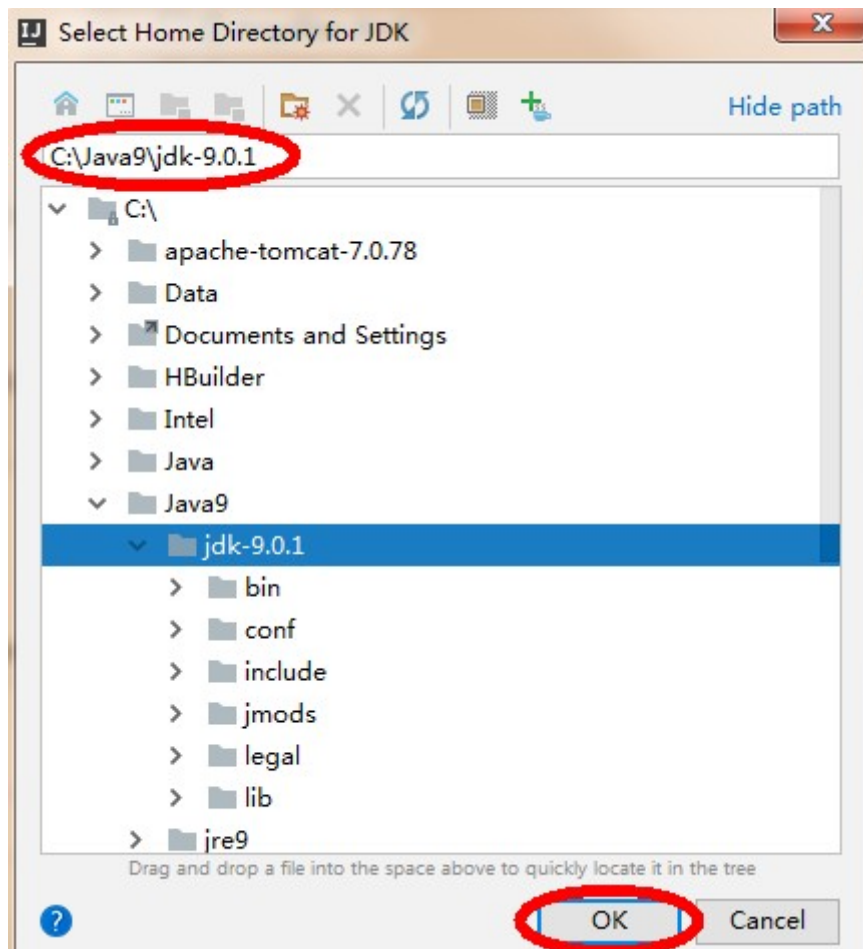 Select Home Directory for JDK
Hide path
C:\Java9\jdk-9.0.1
C:\
apache-tomcat-7.0.78
Data
Documents and Settings
HBuilder
Intel
Java
Java9
jdk-9.0.1
bin
conf
include
jmods
legal
lib
jre9
Drag and drop a file into the space above to quickly locate it in the tree
? OK Cancel